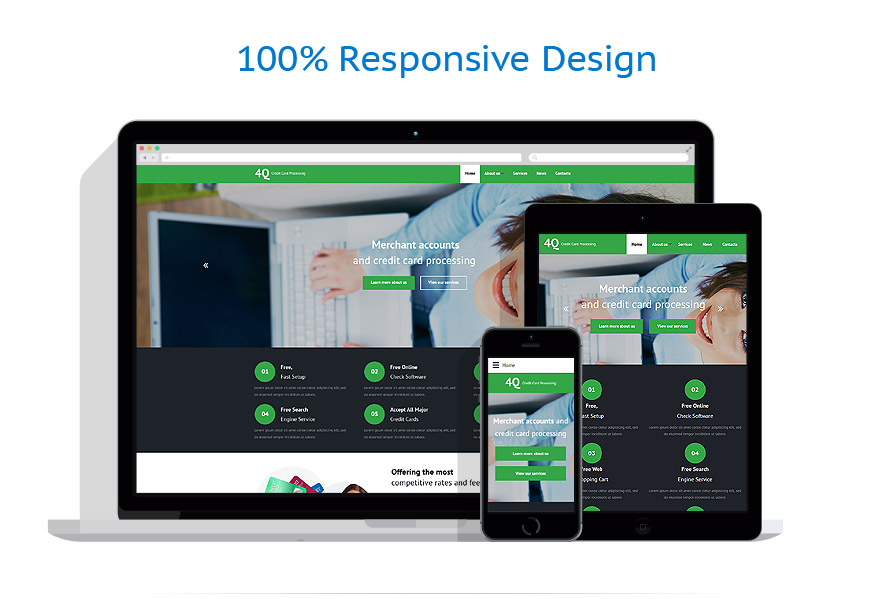 100% Responsive Design
4Q Credit Card Processing
Home About us Services News Contacts
«
Merchant accounts
and credit card processing
Learn more about us View our services
01 Free,
Fast Setup
02 Free Online
Check Software
04 Free Search
Engine Service
05 Accept All Major
Credit Cards
Offering the most
competitive rates and fee
4Q Credit Card Processing
Home About us Services News Contacts
Merchant accounts
and credit card processing
« »
Learn more about us View our services
01 02
Free, Free Online
ast Setup Check Software
03 04
Free Web Free Search
opping Cart Engine Service
Home
4Q Credit Card Processing
Merchant accounts and
credit card processing
Learn more about us
View our services